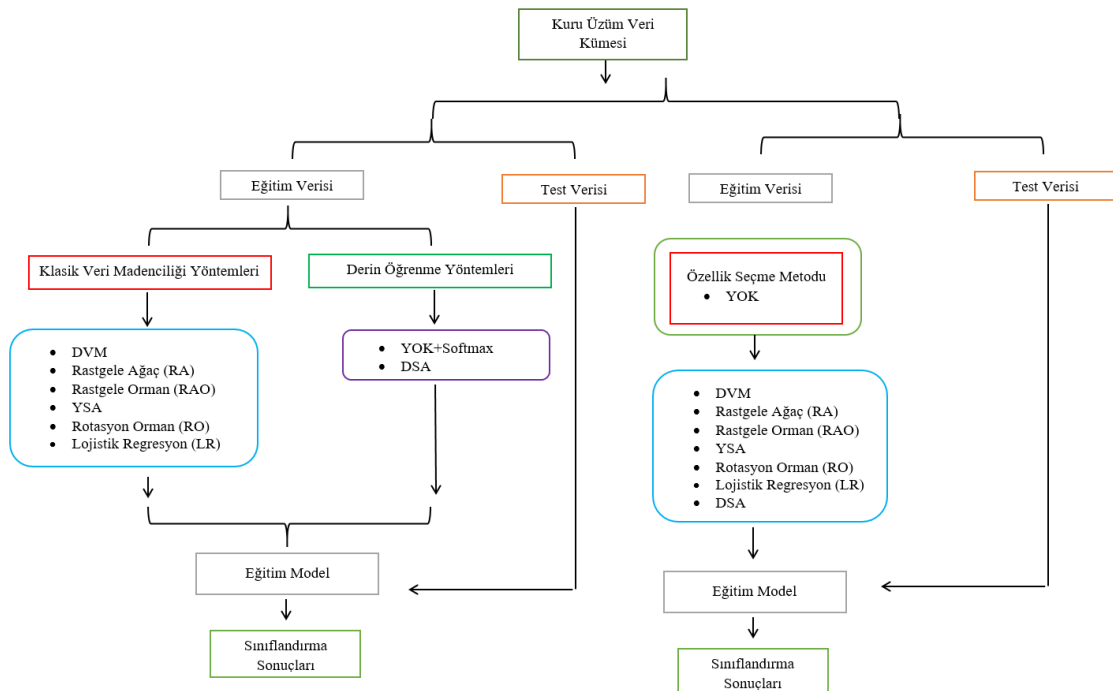 Kuru Üzüm Veri
Kümesi
Eğitim Verisi
Test Verisi
Klasik Veri Madenciliği Yöntemleri
Derin Öğrenme Yöntemleri
• DVM
• Rastgele Ağaç (RA)
• Rastgele Orman (RAO)
• YSA
• Rotasyon Orman (RO)
• Lojistik Regresyon (LR)
• YOK+Softmax
• DSA
Eğitim Model
Sınıflandırma
Sonuçları
Eğitim Verisi
Test Verisi
Özellik Seçme Metodu
• YOK
• DVM
• Rastgele Ağaç (RA)
• Rastgele Orman (RAO)
• YSA
• Rotasyon Orman (RO)
• Lojistik Regresyon (LR)
• DSA
Eğitim Model
Sınıflandırma
Sonuçları